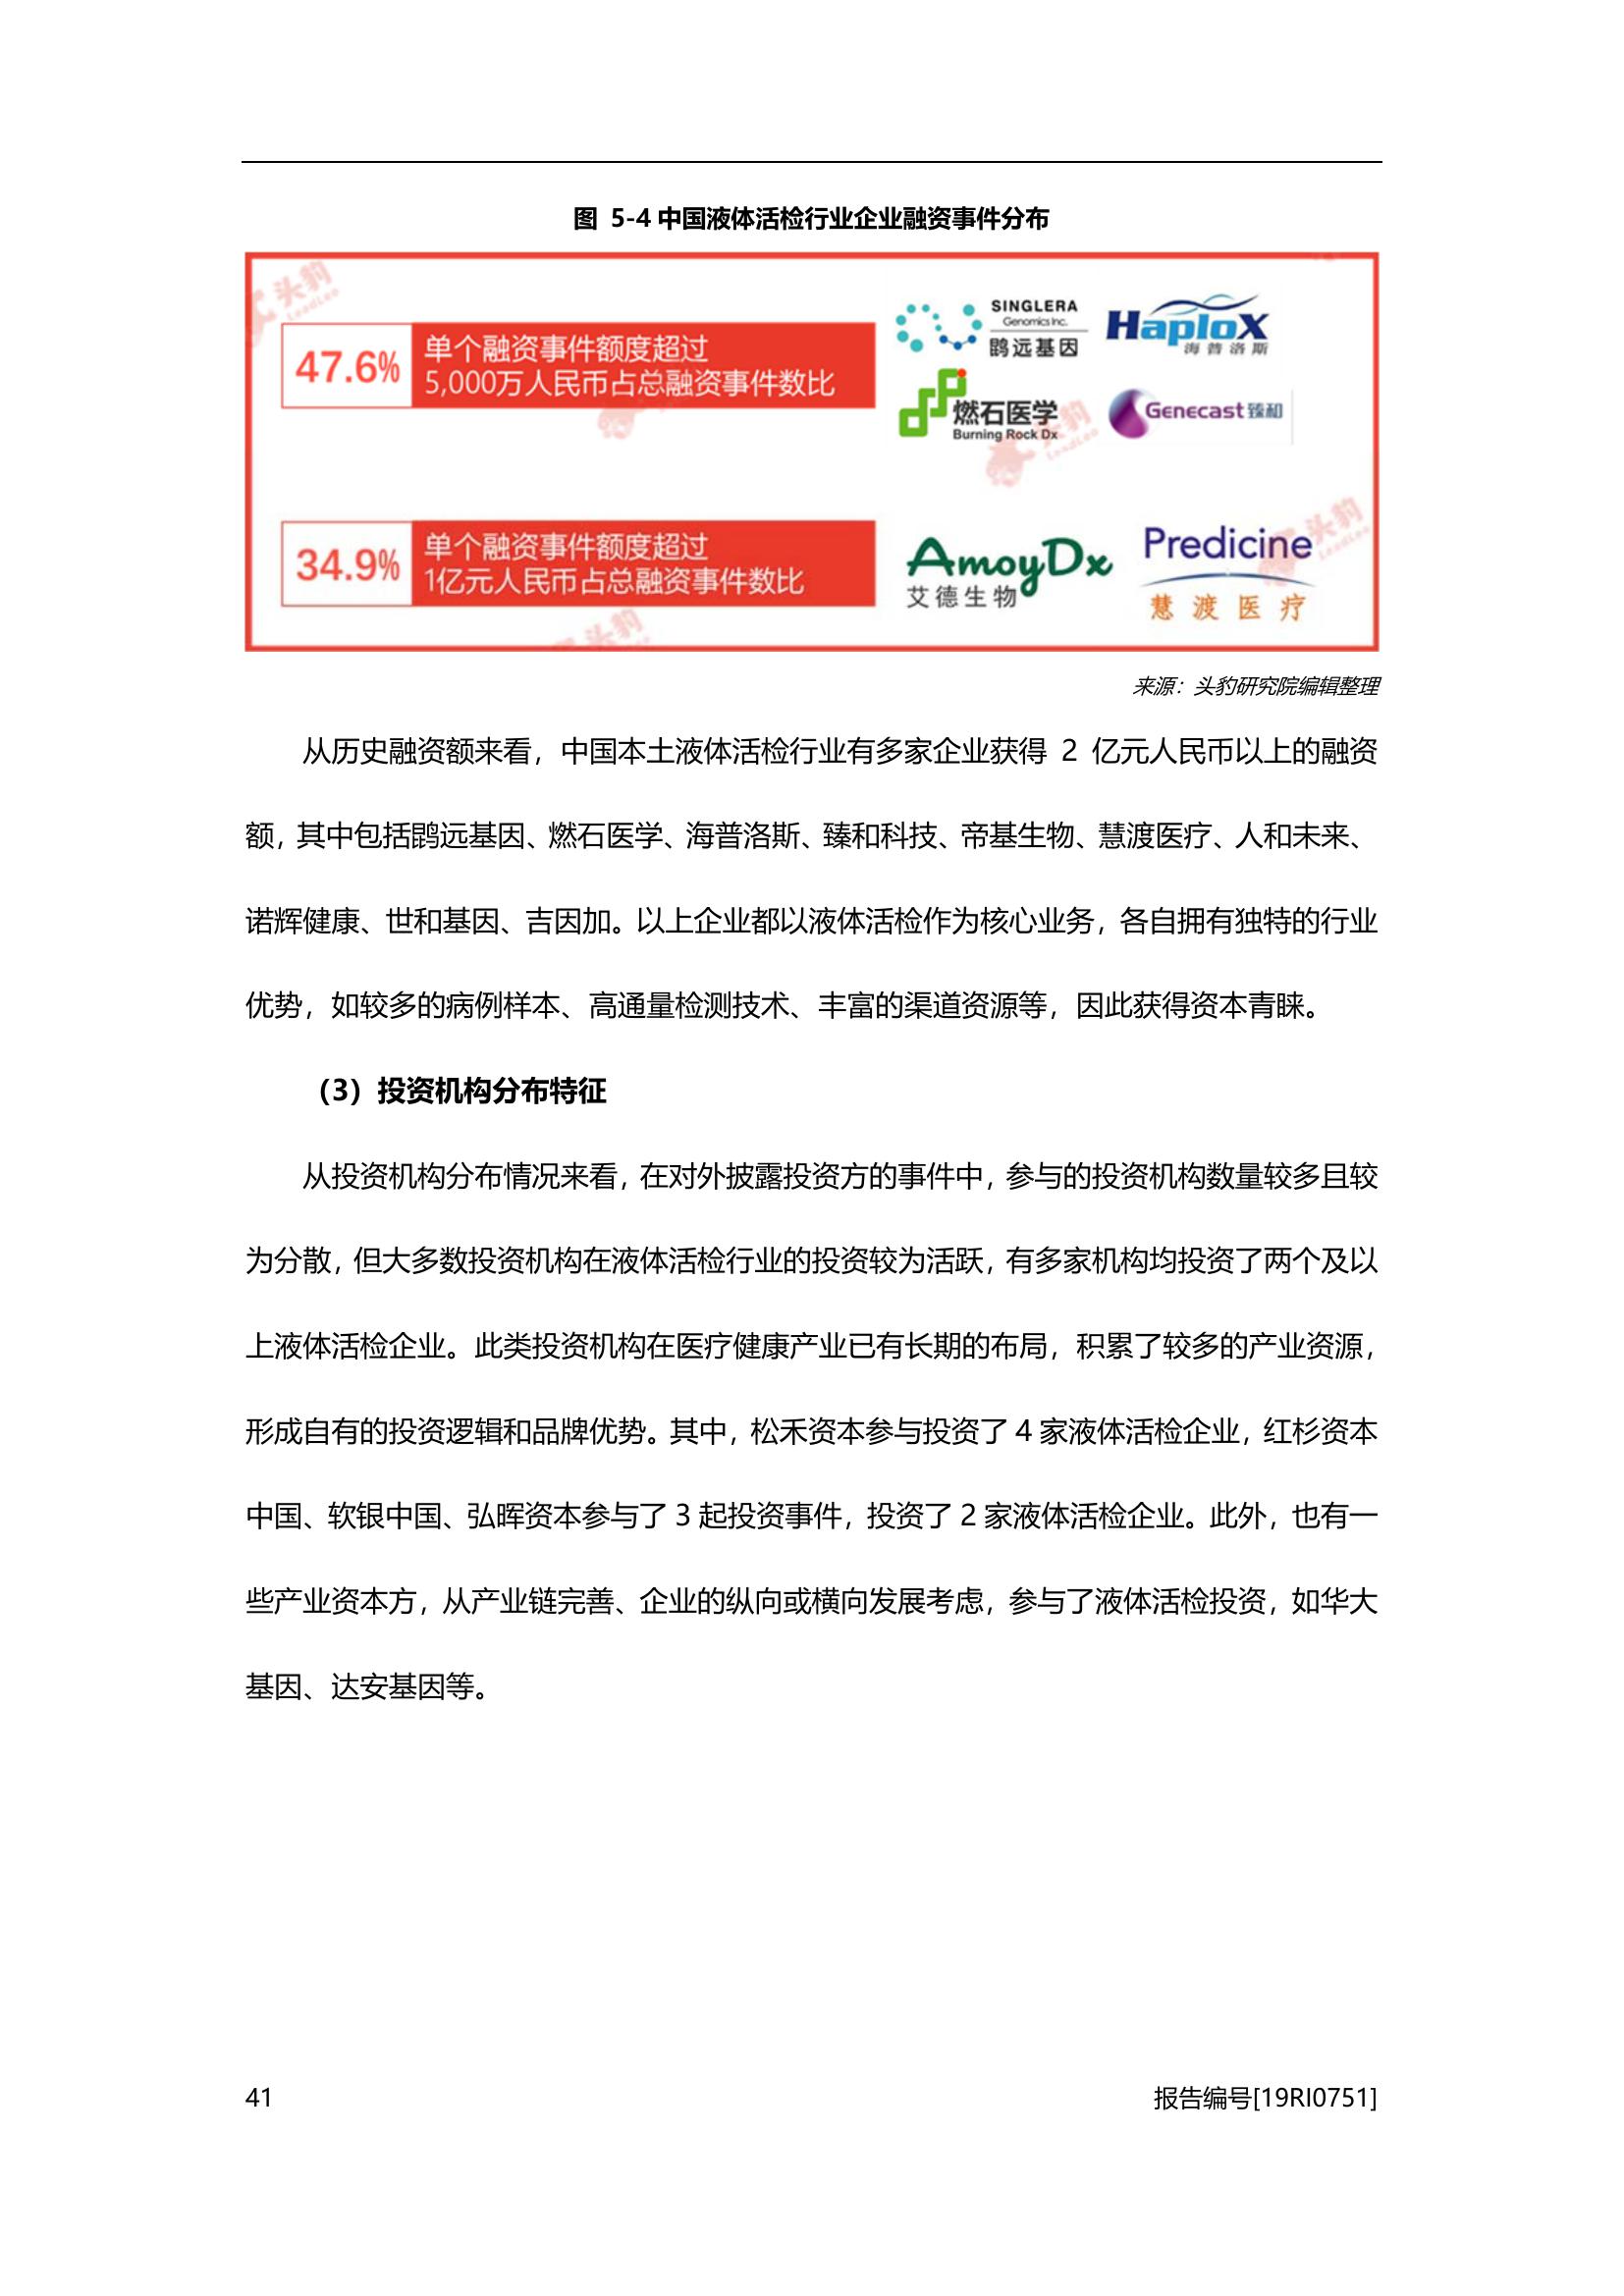 图 5-4 中国液体活检行业企业融资事件分布
头豹
LeadLeo
47.6%
单个融资事件额度超过
5,000万人民币占总融资事件数比
SINGLERA
Genomics Inc.
鹍远基因
HaploX
海普洛斯
燃石医学
Burning Rock Dx
Genecast 臻和
头豹
LeadLeo
34.9%
单个融资事件额度超过
1亿元人民币占总融资事件数比
AmoyDx
艾德生物
Predicine
慧渡医疗
头豹
LeadLeo
头豹
来源：头豹研究院编辑整理
从历史融资额来看，中国本土液体活检行业有多家企业获得 2 亿元人民币以上的融资
额，其中包括鹍远基因、燃石医学、海普洛斯、臻和科技、帝基生物、慧渡医疗、人和未来、
诺辉健康、世和基因、吉因加。以上企业都以液体活检作为核心业务，各自拥有独特的行业
优势，如较多的病例样本、高通量检测技术、丰富的渠道资源等，因此获得资本青睐。
（3）投资机构分布特征
从投资机构分布情况来看，在对外披露投资方的事件中，参与的投资机构数量较多且较
为分散，但大多数投资机构在液体活检行业的投资较为活跃，有多家机构均投资了两个及以
上液体活检企业。此类投资机构在医疗健康产业已有长期的布局，积累了较多的产业资源，
形成自有的投资逻辑和品牌优势。其中，松禾资本参与投资了 4 家液体活检企业，红杉资本
中国、软银中国、弘晖资本参与了 3 起投资事件，投资了 2 家液体活检企业。此外，也有一
些产业资本方，从产业链完善、企业的纵向或横向发展考虑，参与了液体活检投资，如华大
基因、达安基因等。
41
报告编号[19RI0751]